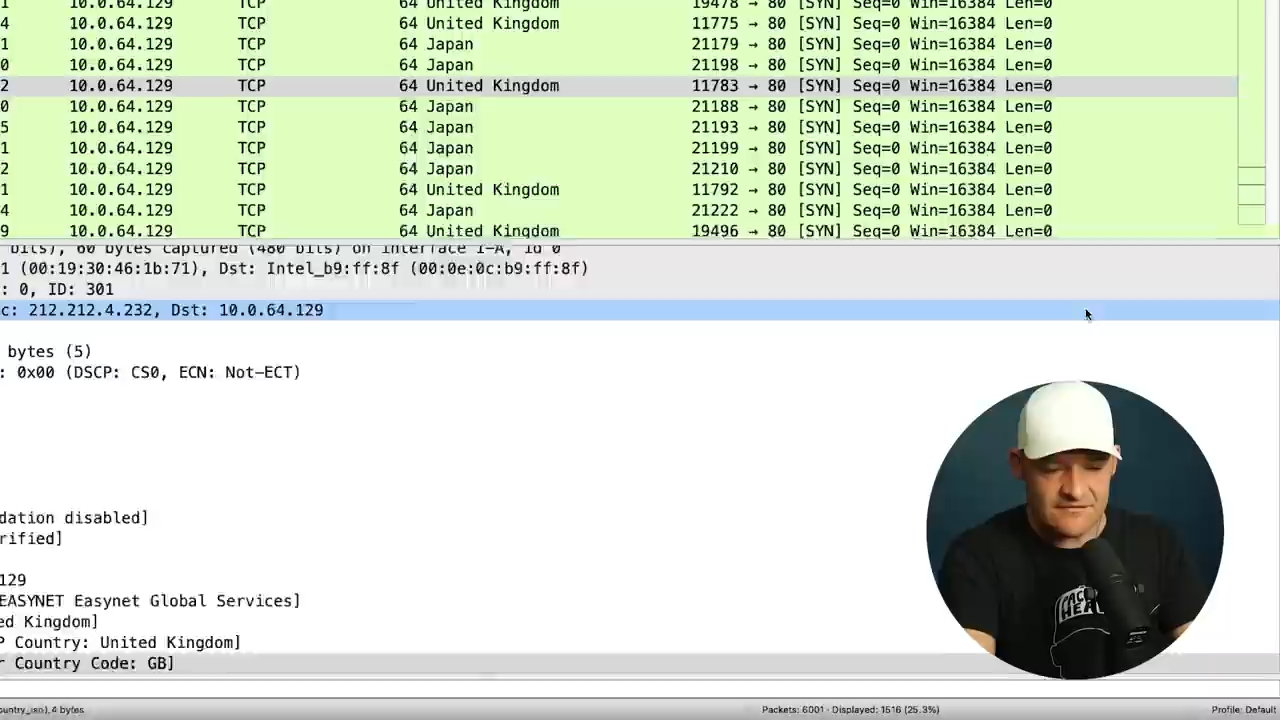 1 10.0.64.129 TCP 64 United Kingdom 19478 → 80 [SYN] Seq=0 Win=16384 Len=0
4 10.0.64.129 TCP 64 United Kingdom 11775 → 80 [SYN] Seq=0 Win=16384 Len=0
1 10.0.64.129 TCP 64 Japan 21179 → 80 [SYN] Seq=0 Win=16384 Len=0
0 10.0.64.129 TCP 64 Japan 21198 → 80 [SYN] Seq=0 Win=16384 Len=0
2 10.0.64.129 TCP 64 United Kingdom 11783 → 80 [SYN] Seq=0 Win=16384 Len=0
0 10.0.64.129 TCP 64 Japan 21188 → 80 [SYN] Seq=0 Win=16384 Len=0
5 10.0.64.129 TCP 64 Japan 21193 → 80 [SYN] Seq=0 Win=16384 Len=0
1 10.0.64.129 TCP 64 Japan 21199 → 80 [SYN] Seq=0 Win=16384 Len=0
2 10.0.64.129 TCP 64 Japan 21210 → 80 [SYN] Seq=0 Win=16384 Len=0
1 10.0.64.129 TCP 64 United Kingdom 11792 → 80 [SYN] Seq=0 Win=16384 Len=0
4 10.0.64.129 TCP 64 Japan 21222 → 80 [SYN] Seq=0 Win=16384 Len=0
9 10.0.64.129 TCP 64 United Kingdom 19496 → 80 [SYN] Seq=0 Win=16384 Len=0
bits), 60 bytes captured (480 bits) on interface 1-A, id 0
1 (00:19:30:46:1b:71), Dst: Intel_b9:ff:8f (00:0e:0c:b9:ff:8f)
: 0, ID: 301
c: 212.212.4.232, Dst: 10.0.64.129
bytes (5)
: 0x00 (DSCP: CS0, ECN: Not-ECT)
dation disabled]
rified]
129
EASYNET Easynet Global Services]
ed Kingdom]
P Country: United Kingdom]
r Country Code: GB]
ountry_iso), 4 bytes
Packets: 6001 · Displayed: 1516 (25.3%)
Profile: Default